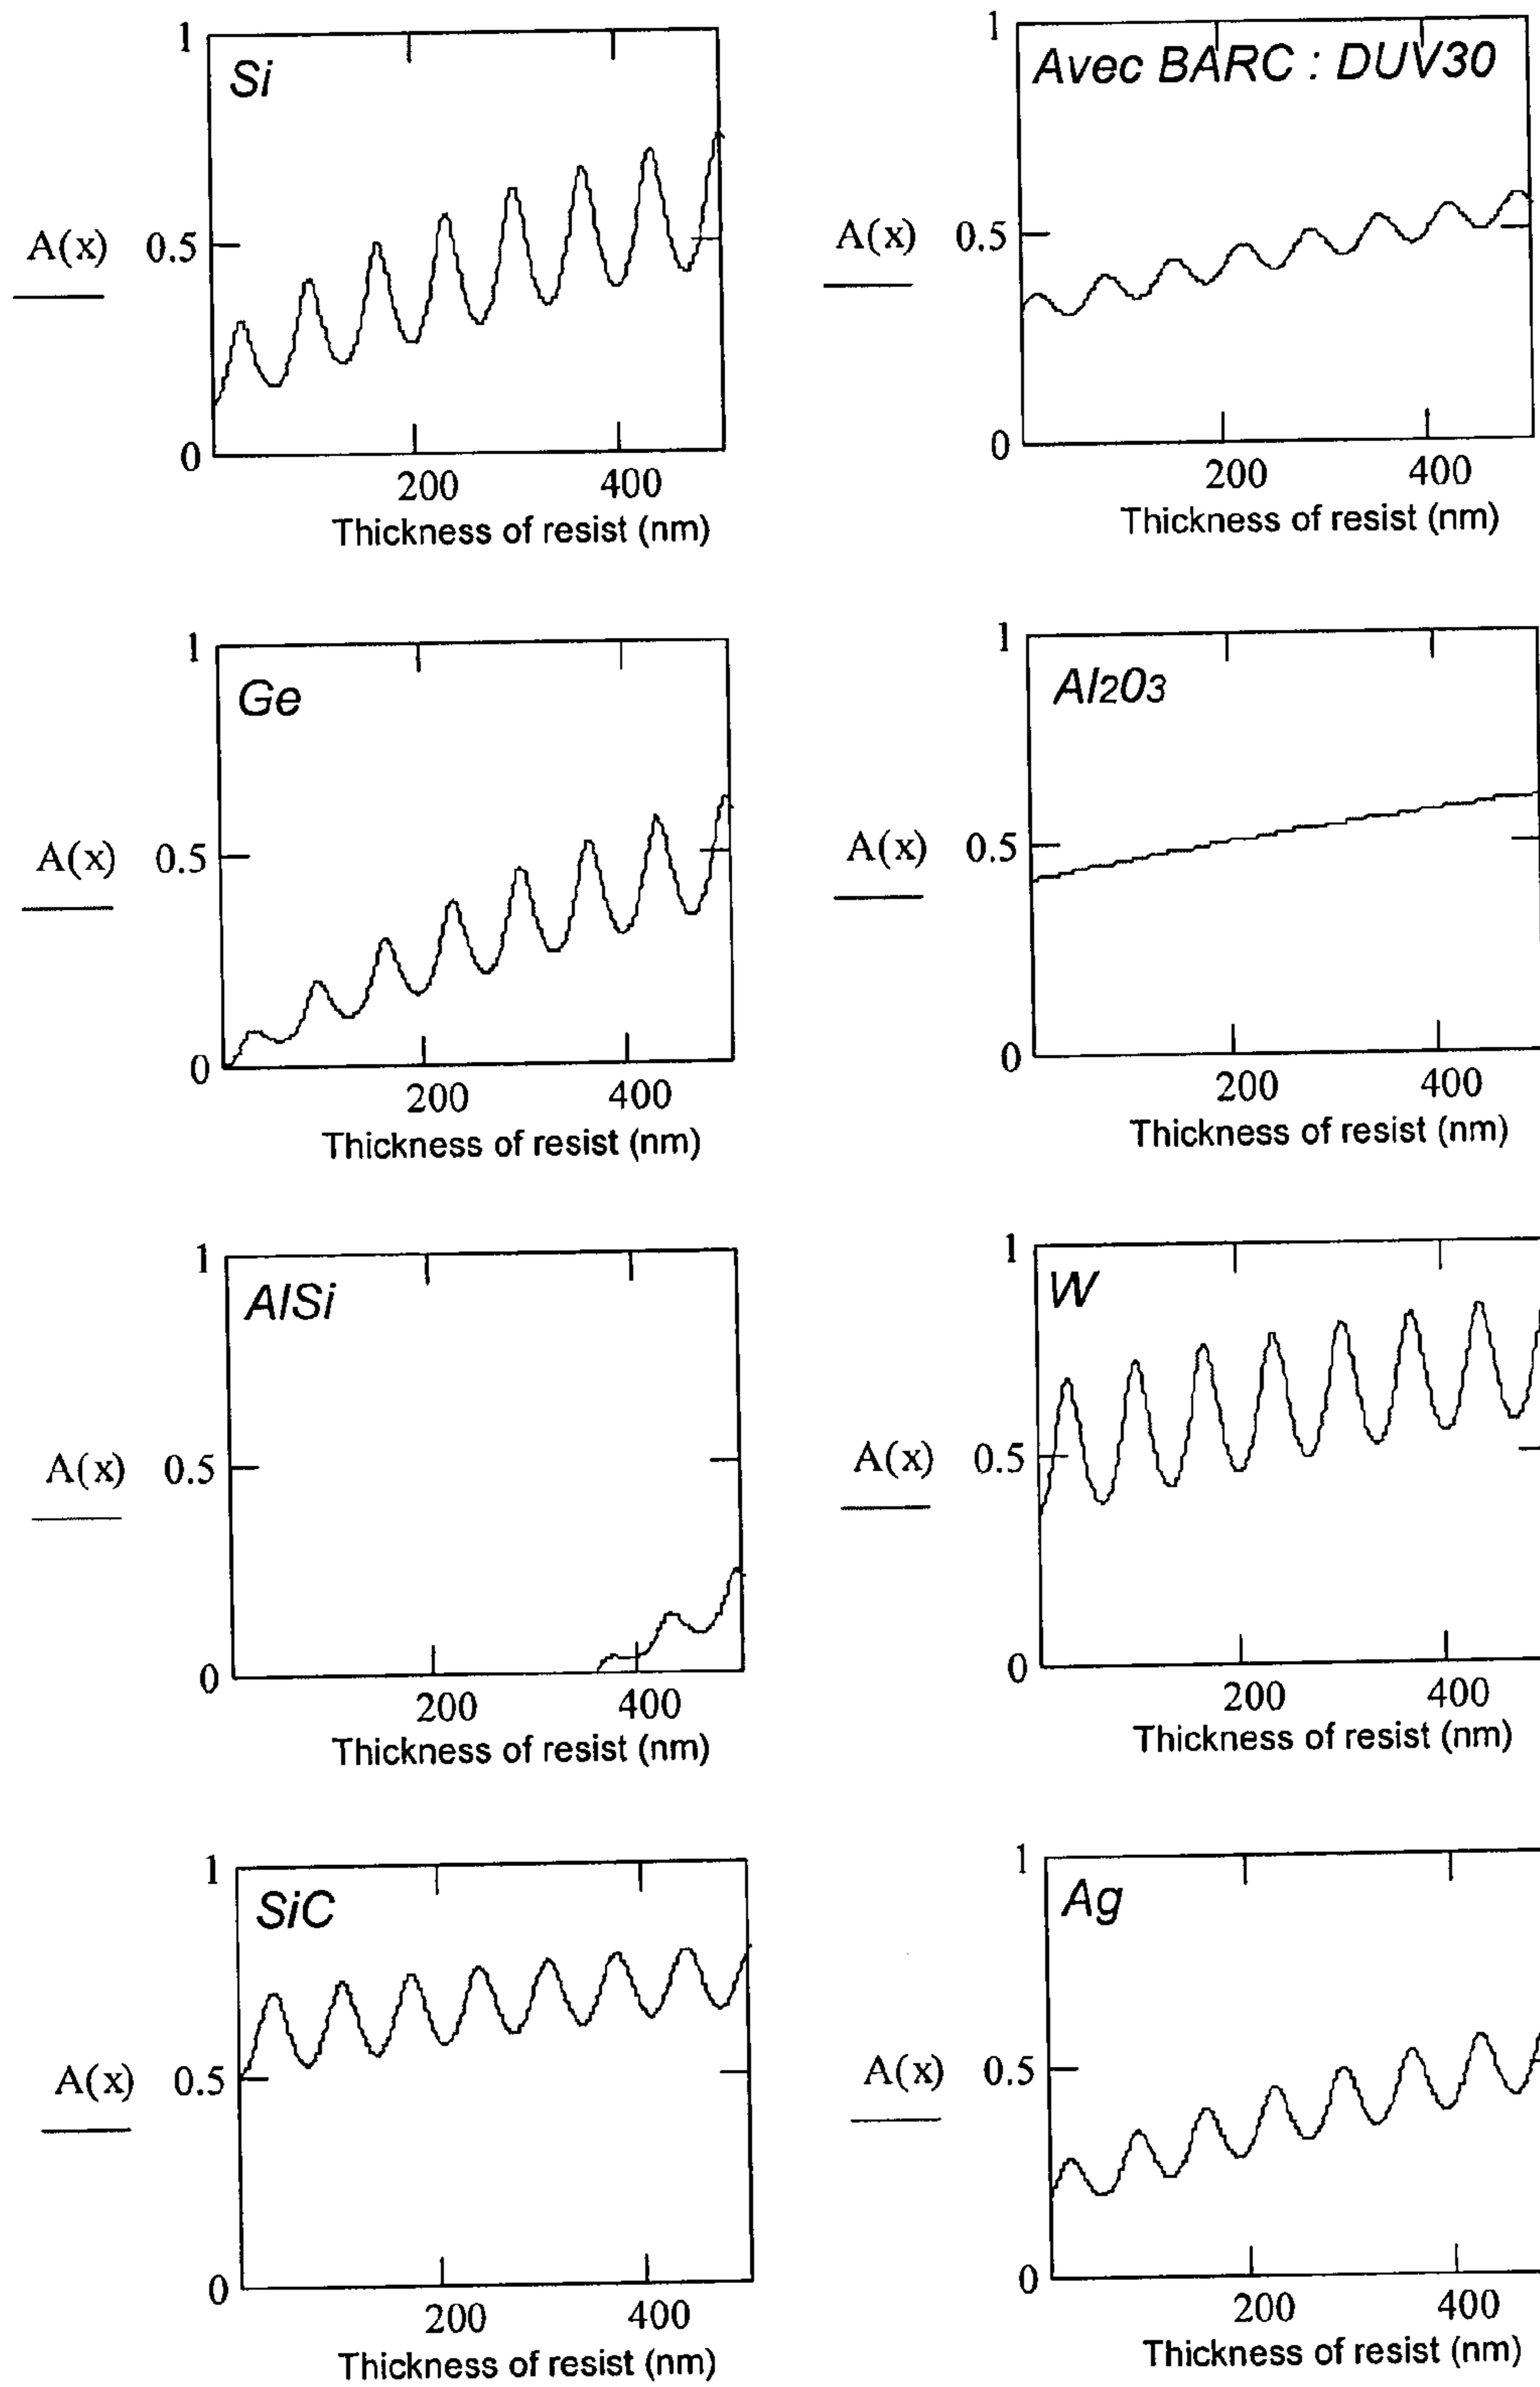 1
Si
A(x)
0.5
0
200
400
Thickness of resist (nm)
1
Avec BARC : DUV30
A(x)
0.5
0
200
400
Thickness of resist (nm)
1
Ge
A(x)
0.5
0
200
400
Thickness of resist (nm)
1
Al2O3
A(x)
0.5
0
200
400
Thickness of resist (nm)
1
AlSi
A(x)
0.5
0
200
400
Thickness of resist (nm)
1
W
A(x)
0.5
0
200
400
Thickness of resist (nm)
1
SiC
A(x)
0.5
0
200
400
Thickness of resist (nm)
1
Ag
A(x)
0.5
0
200
400
Thickness of resist (nm)